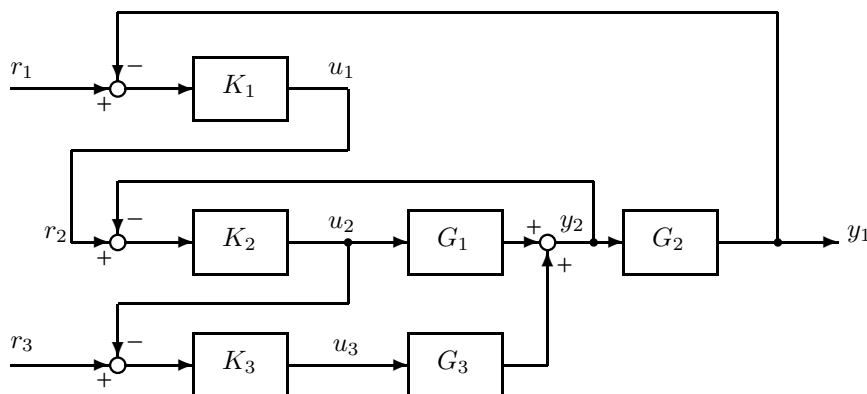 r₁ + − K₁ u₁
r₂ + − K₂ u₂ G₁ + + y₂ G₂ y₁
r₃ + − K₃ u₃ G₃